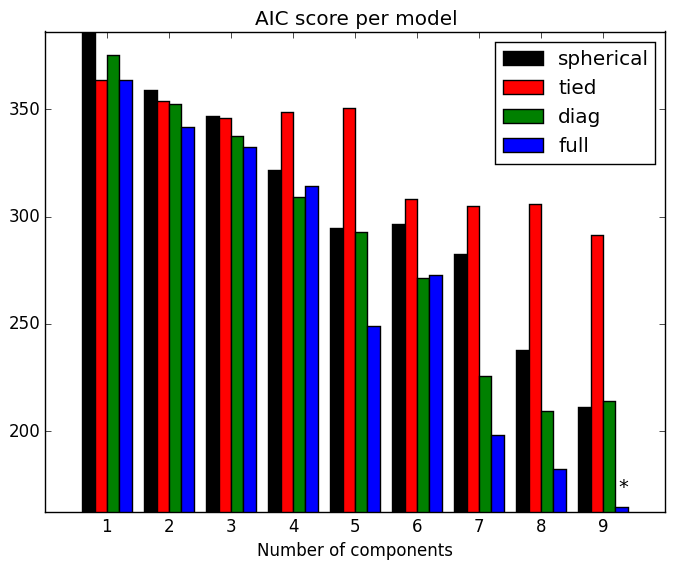 AIC score per model
spherical
tied
diag
full
350
300
250
200
*
1 2 3 4 5 6 7 8 9
Number of components